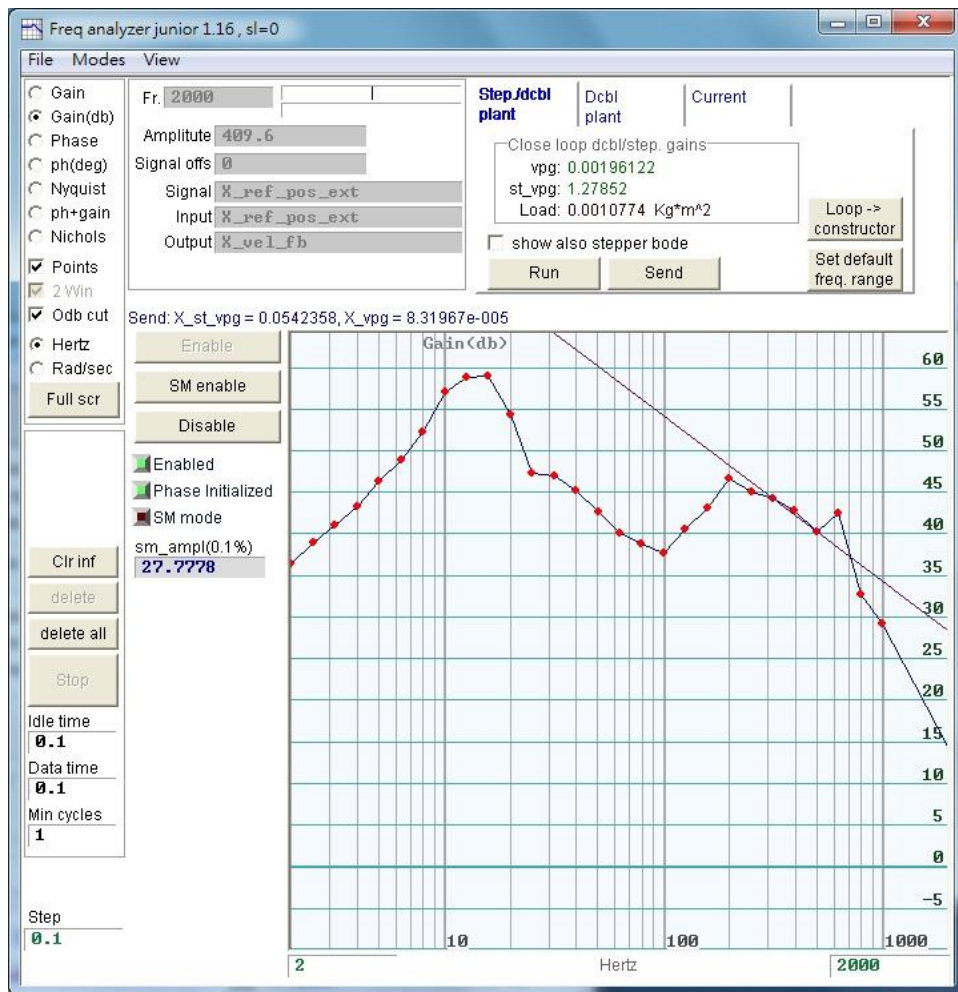 Freq analyzer junior 1.16 , sl=0
File Modes View
Gain
Gain(db)
Phase
ph(deg)
Nyquist
ph+gain
Nichols
Points
2 Win
Odb cut
Hertz
Rad/sec
Full scr
Fr. 2000
Amplitude 409.6
Signal offs 0
Signal X_ref_pos_ext
Input X_ref_pos_ext
Output X_vel_fb
Step./dcbl plant
Dcbl plant
Current
Close loop dcbl/step. gains
vpg: 0.00196122
st_vpg: 1.27852
Load: 0.0010774 Kg*m^2
show also stepper bode
Run
Send
Loop -> constructor
Set default freq. range
Send: X_st_vpg = 0.0542358, X_vpg = 8.31967e-005
Enable
SM enable
Disable
Enabled
Phase Initialized
SM mode
sm_ampl(0.1%)
27.7778
Clr inf
delete
delete all
Stop
Idle time
0.1
Data time
0.1
Min cycles
1
Step
0.1
Gain(db)
60
55
50
45
40
35
30
25
20
15
10
5
0
-5
10
100
1000
2
Hertz
2000